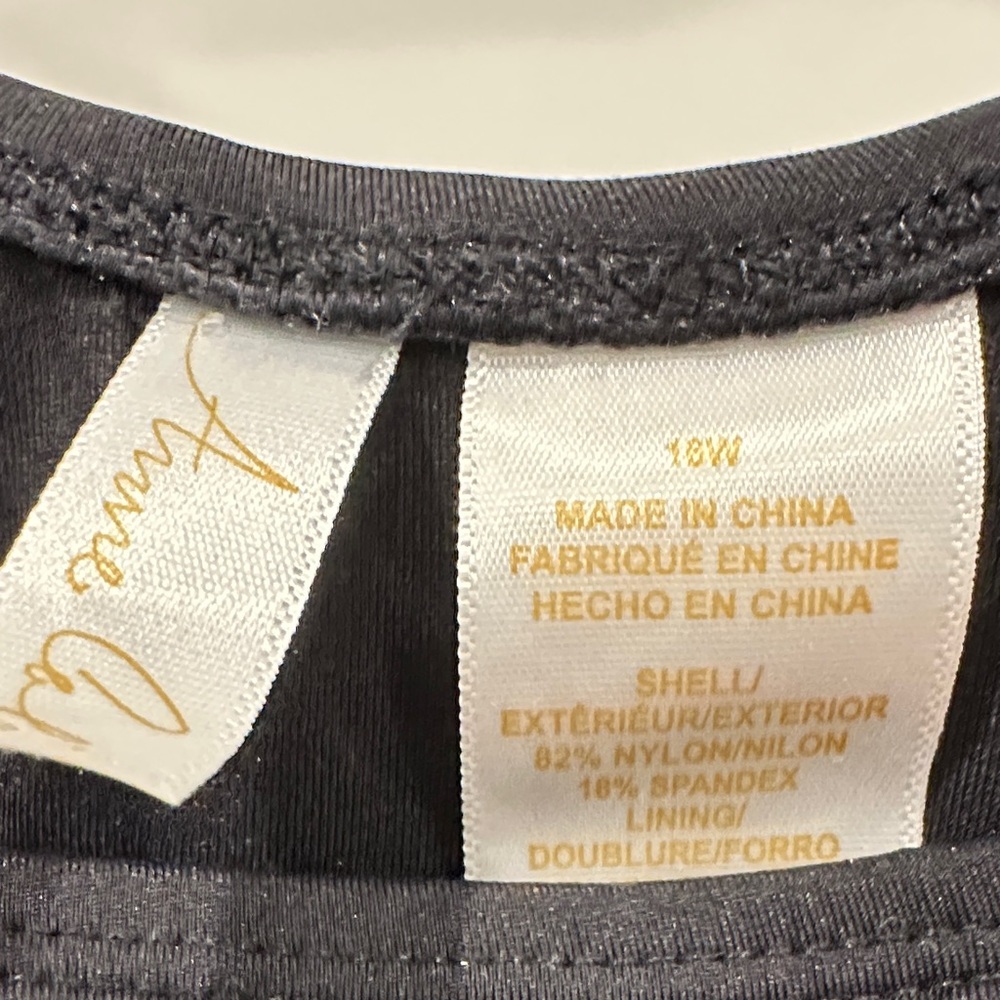 Anne
18W
MADE IN CHINA
FABRIQUÉ EN CHINE
HECHO EN CHINA
SHELL/
EXTÉRIÉUR/EXTERIOR
82% NYLON/NILON
18% SPANDEX
LINING/
DOUBLURE/FORRO